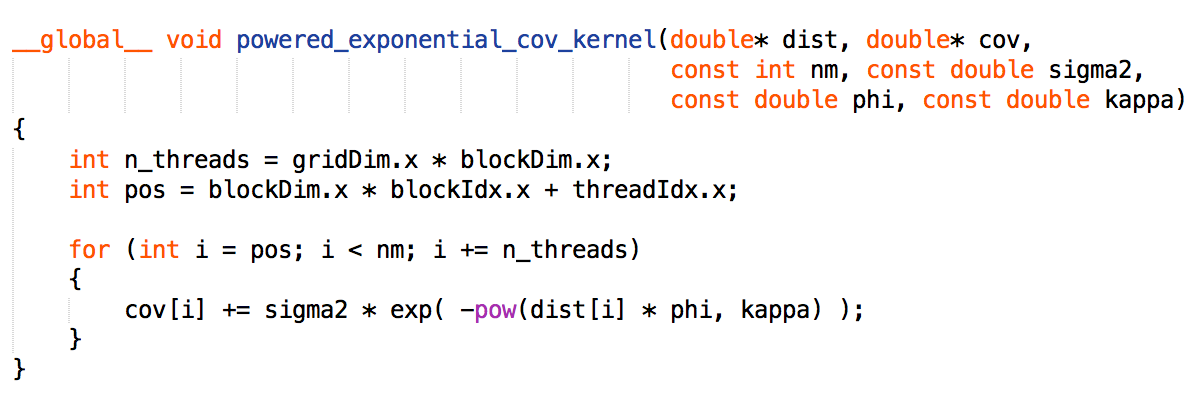 __global__ void powered_exponential_cov_kernel(double* dist, double* cov,
                                               const int nm, const double sigma2,
                                               const double phi, const double kappa)
{
    int n_threads = gridDim.x * blockDim.x;
    int pos = blockDim.x * blockIdx.x + threadIdx.x;

    for (int i = pos; i < nm; i += n_threads)
    {
        cov[i] += sigma2 * exp( -pow(dist[i] * phi, kappa) );
    }
}